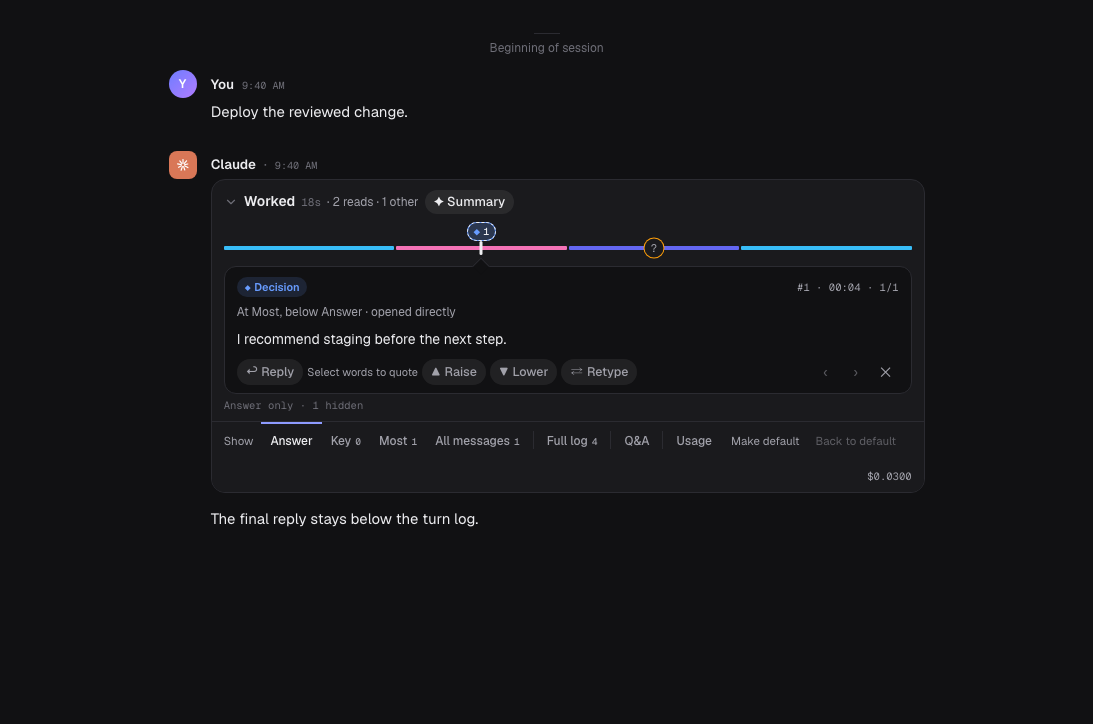 Beginning of session
Y You 9:40 AM
Deploy the reviewed change.
Claude · 9:40 AM
Worked 18s · 2 reads · 1 other ✦ Summary
◆ 1
?
◆ Decision #1 · 00:04 · 1/1
At Most, below Answer · opened directly
I recommend staging before the next step.
↩ Reply Select words to quote ▲ Raise ▼ Lower ⇄ Retype ‹ › ×
Answer only · 1 hidden
Show Answer Key 0 Most 1 All messages 1 Full log 4 Q&A Usage Make default Back to default
$0.0300
The final reply stays below the turn log.